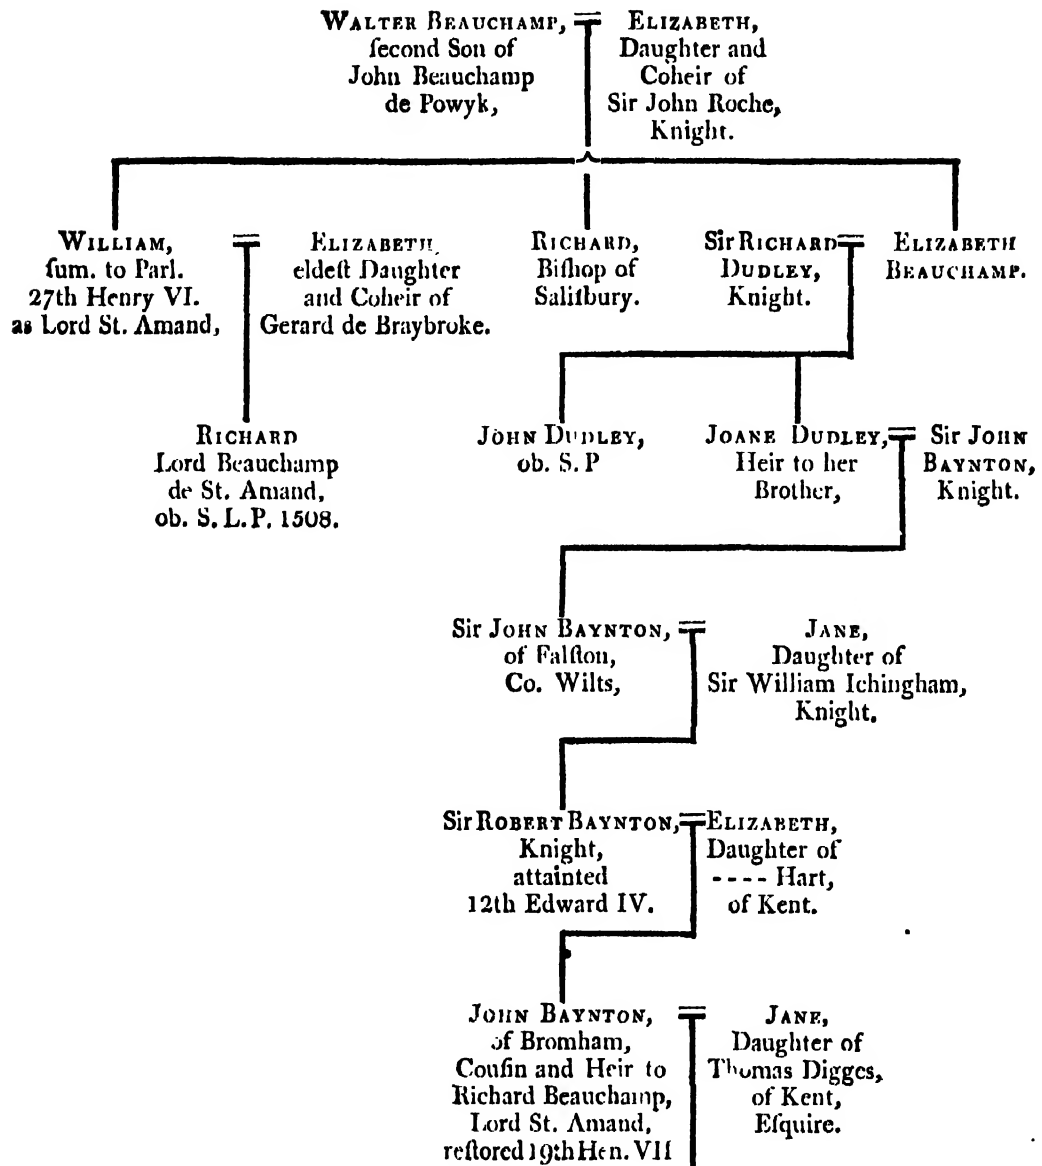 WALTER BEAUCHAMP,
ſecond Son of
John Beauchamp
de Powyk,
ELIZABETH,
Daughter and
Coheir of
Sir John Roche,
Knight.
WILLIAM,
ſum. to Parl.
27th Henry VI.
as Lord St. Amand,
ELIZABETH
eldeſt Daughter
and Coheir of
Gerard de Braybroke.
RICHARD,
Biſhop of
Saliſbury.
Sir RICHARD
DUDLEY,
Knight.
ELIZABETH
BEAUCHAMP.
RICHARD
Lord Beauchamp
de St. Amand,
ob. S. L. P. 1508.
JOHN DUDLEY,
ob. S. P
JOANE DUDLEY,
Heir to her
Brother,
Sir JOHN
BAYNTON,
Knight.
Sir JOHN BAYNTON,
of Falſton,
Co. Wilts,
JANE,
Daughter of
Sir William Ichingham,
Knight.
Sir ROBERT BAYNTON,
Knight,
attainted
12th Edward IV.
ELIZABETH,
Daughter of
---- Hart,
of Kent.
JOHN BAYNTON,
of Bromham,
Couſin and Heir to
Richard Beauchamp,
Lord St. Amand,
reſtored 19th Hen. VII
JANE,
Daughter of
Thomas Digges,
of Kent,
Eſquire.